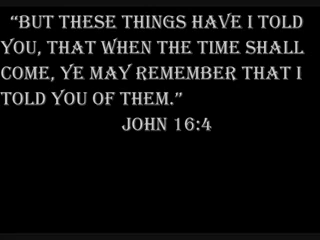 “BUT THESE THINGS HAVE I TOLD
YOU, THAT WHEN THE TIME SHALL
COME, YE MAY REMEMBER THAT I
TOLD YOU OF THEM.”
JOHN 16:4